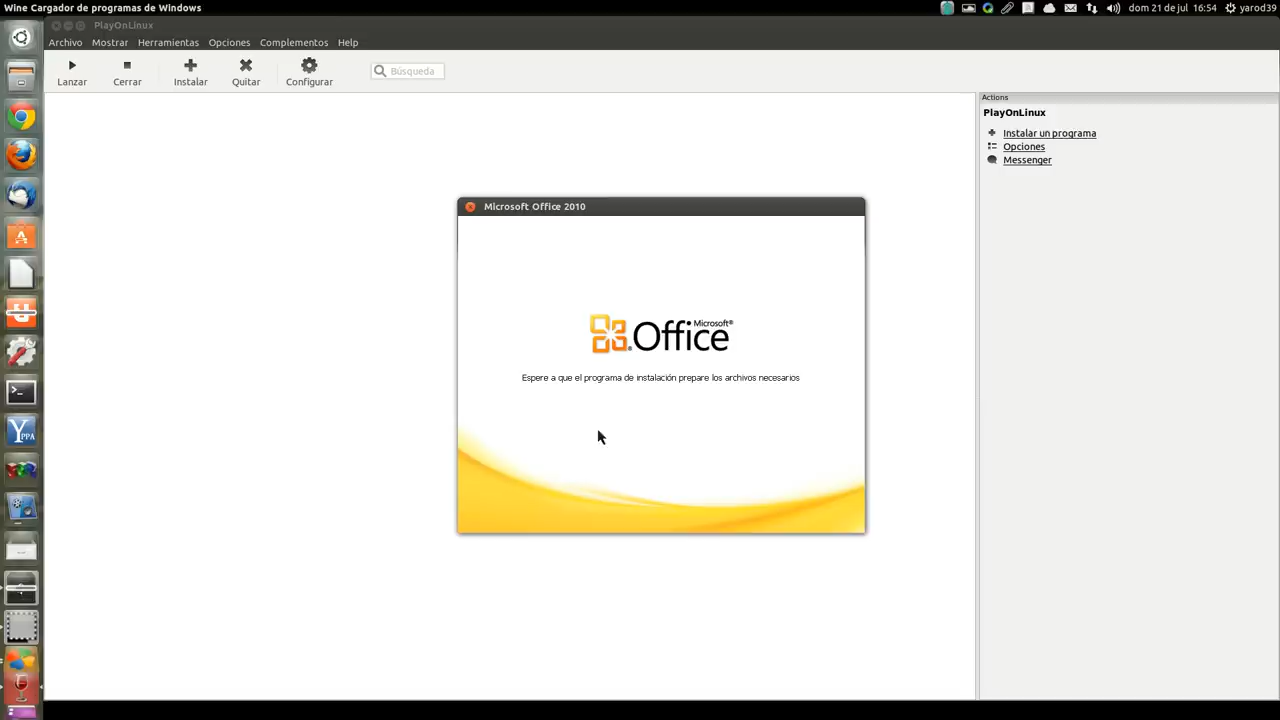 Wine Cargador de programas de Windows
dom 21 de jul 16:54 yarod39
PlayOnLinux
Archivo Mostrar Herramientas Opciones Complementos Help
Lanzar Cerrar Instalar Quitar Configurar Búsqueda
Actions
PlayOnLinux
Instalar un programa
Opciones
Messenger
Microsoft Office 2010
Microsoft®
Office
Espere a que el programa de instalación prepare los archivos necesarios
YPPA